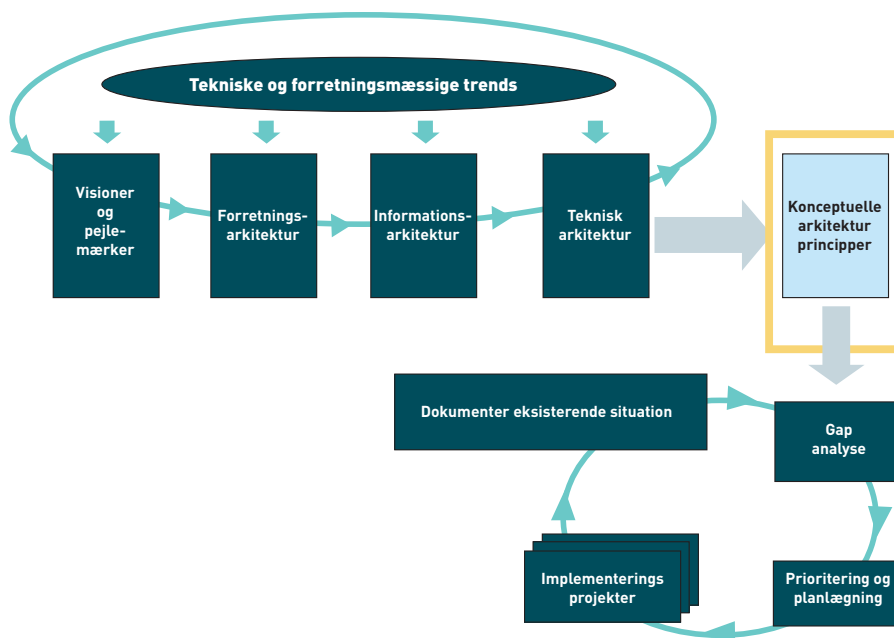 Tekniske og forretningsmæssige trends
Visioner
og
pejle-
mærker
Forretnings-
arkitektur
Informations-
arkitektur
Teknisk
arkitektur
Konceptuelle
arkitektur
principper
Dokumenter eksisterende situation
Gap
analyse
Implementerings
projekter
Prioritering og
planlægning